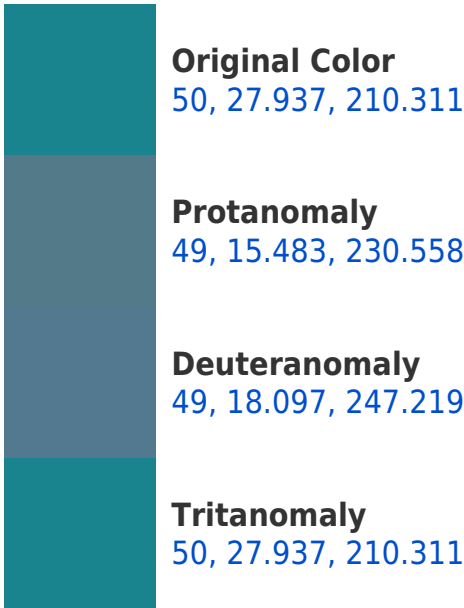 Original Color
50, 27.937, 210.311
Protanomaly
49, 15.483, 230.558
Deuteranomaly
49, 18.097, 247.219
Tritanomaly
50, 27.937, 210.311